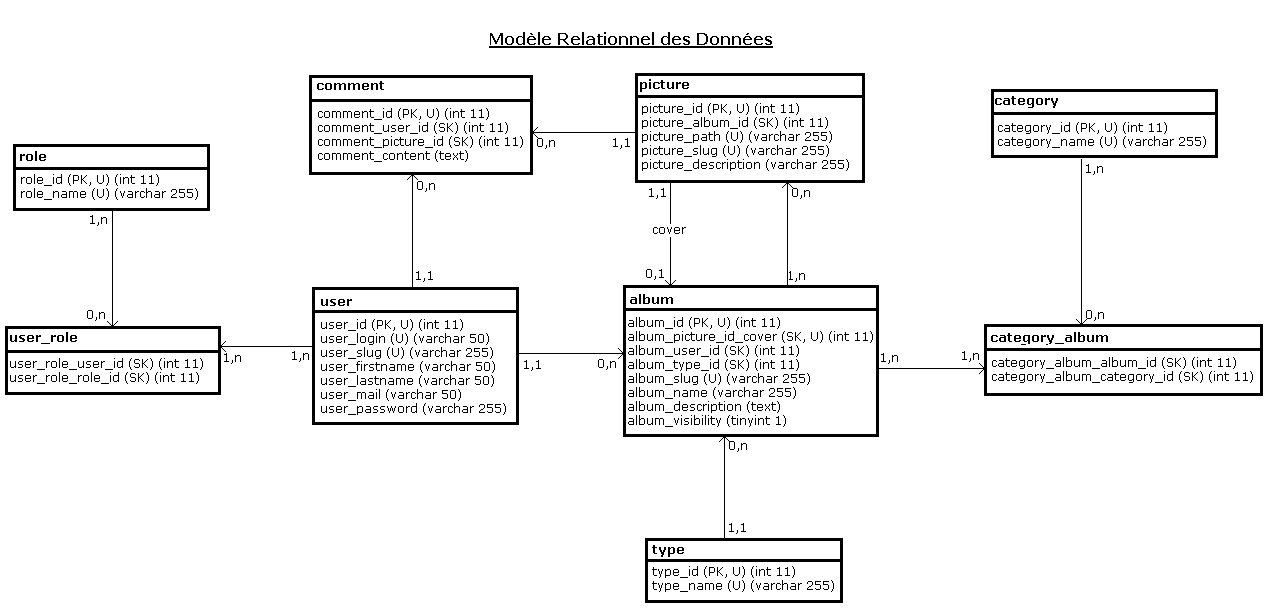 Modèle Relationnel des Données
comment
comment_id (PK, U) (int 11)
comment_user_id (SK) (int 11)
comment_picture_id (SK) (int 11)
comment_content (text)
picture
picture_id (PK, U) (int 11)
picture_album_id (SK) (int 11)
picture_path (U) (varchar 255)
picture_slug (U) (varchar 255)
picture_description (varchar 255)
category
category_id (PK, U) (int 11)
category_name (U) (varchar 255)
role
role_id (PK, U) (int 11)
role_name (U) (varchar 255)
0,n
1,1
1,n
0,n
1,1
0,n
1,n
cover
0,n
1,1
0,1
1,n
0,n
user_role
user_role_user_id (SK) (int 11)
user_role_role_id (SK) (int 11)
1,n
1,n
user
user_id (PK, U) (int 11)
user_login (U) (varchar 50)
user_slug (U) (varchar 255)
user_firstname (varchar 50)
user_lastname (varchar 50)
user_mail (varchar 50)
user_password (varchar 255)
1,1
0,n
album
album_id (PK, U) (int 11)
album_picture_id_cover (SK, U) (int 11)
album_user_id (SK) (int 11)
album_type_id (SK) (int 11)
album_slug (U) (varchar 255)
album_name (varchar 255)
album_description (text)
album_visibility (tinyint 1)
1,n
1,n
category_album
category_album_album_id (SK) (int 11)
category_album_category_id (SK) (int 11)
0,n
1,1
type
type_id (PK, U) (int 11)
type_name (U) (varchar 255)